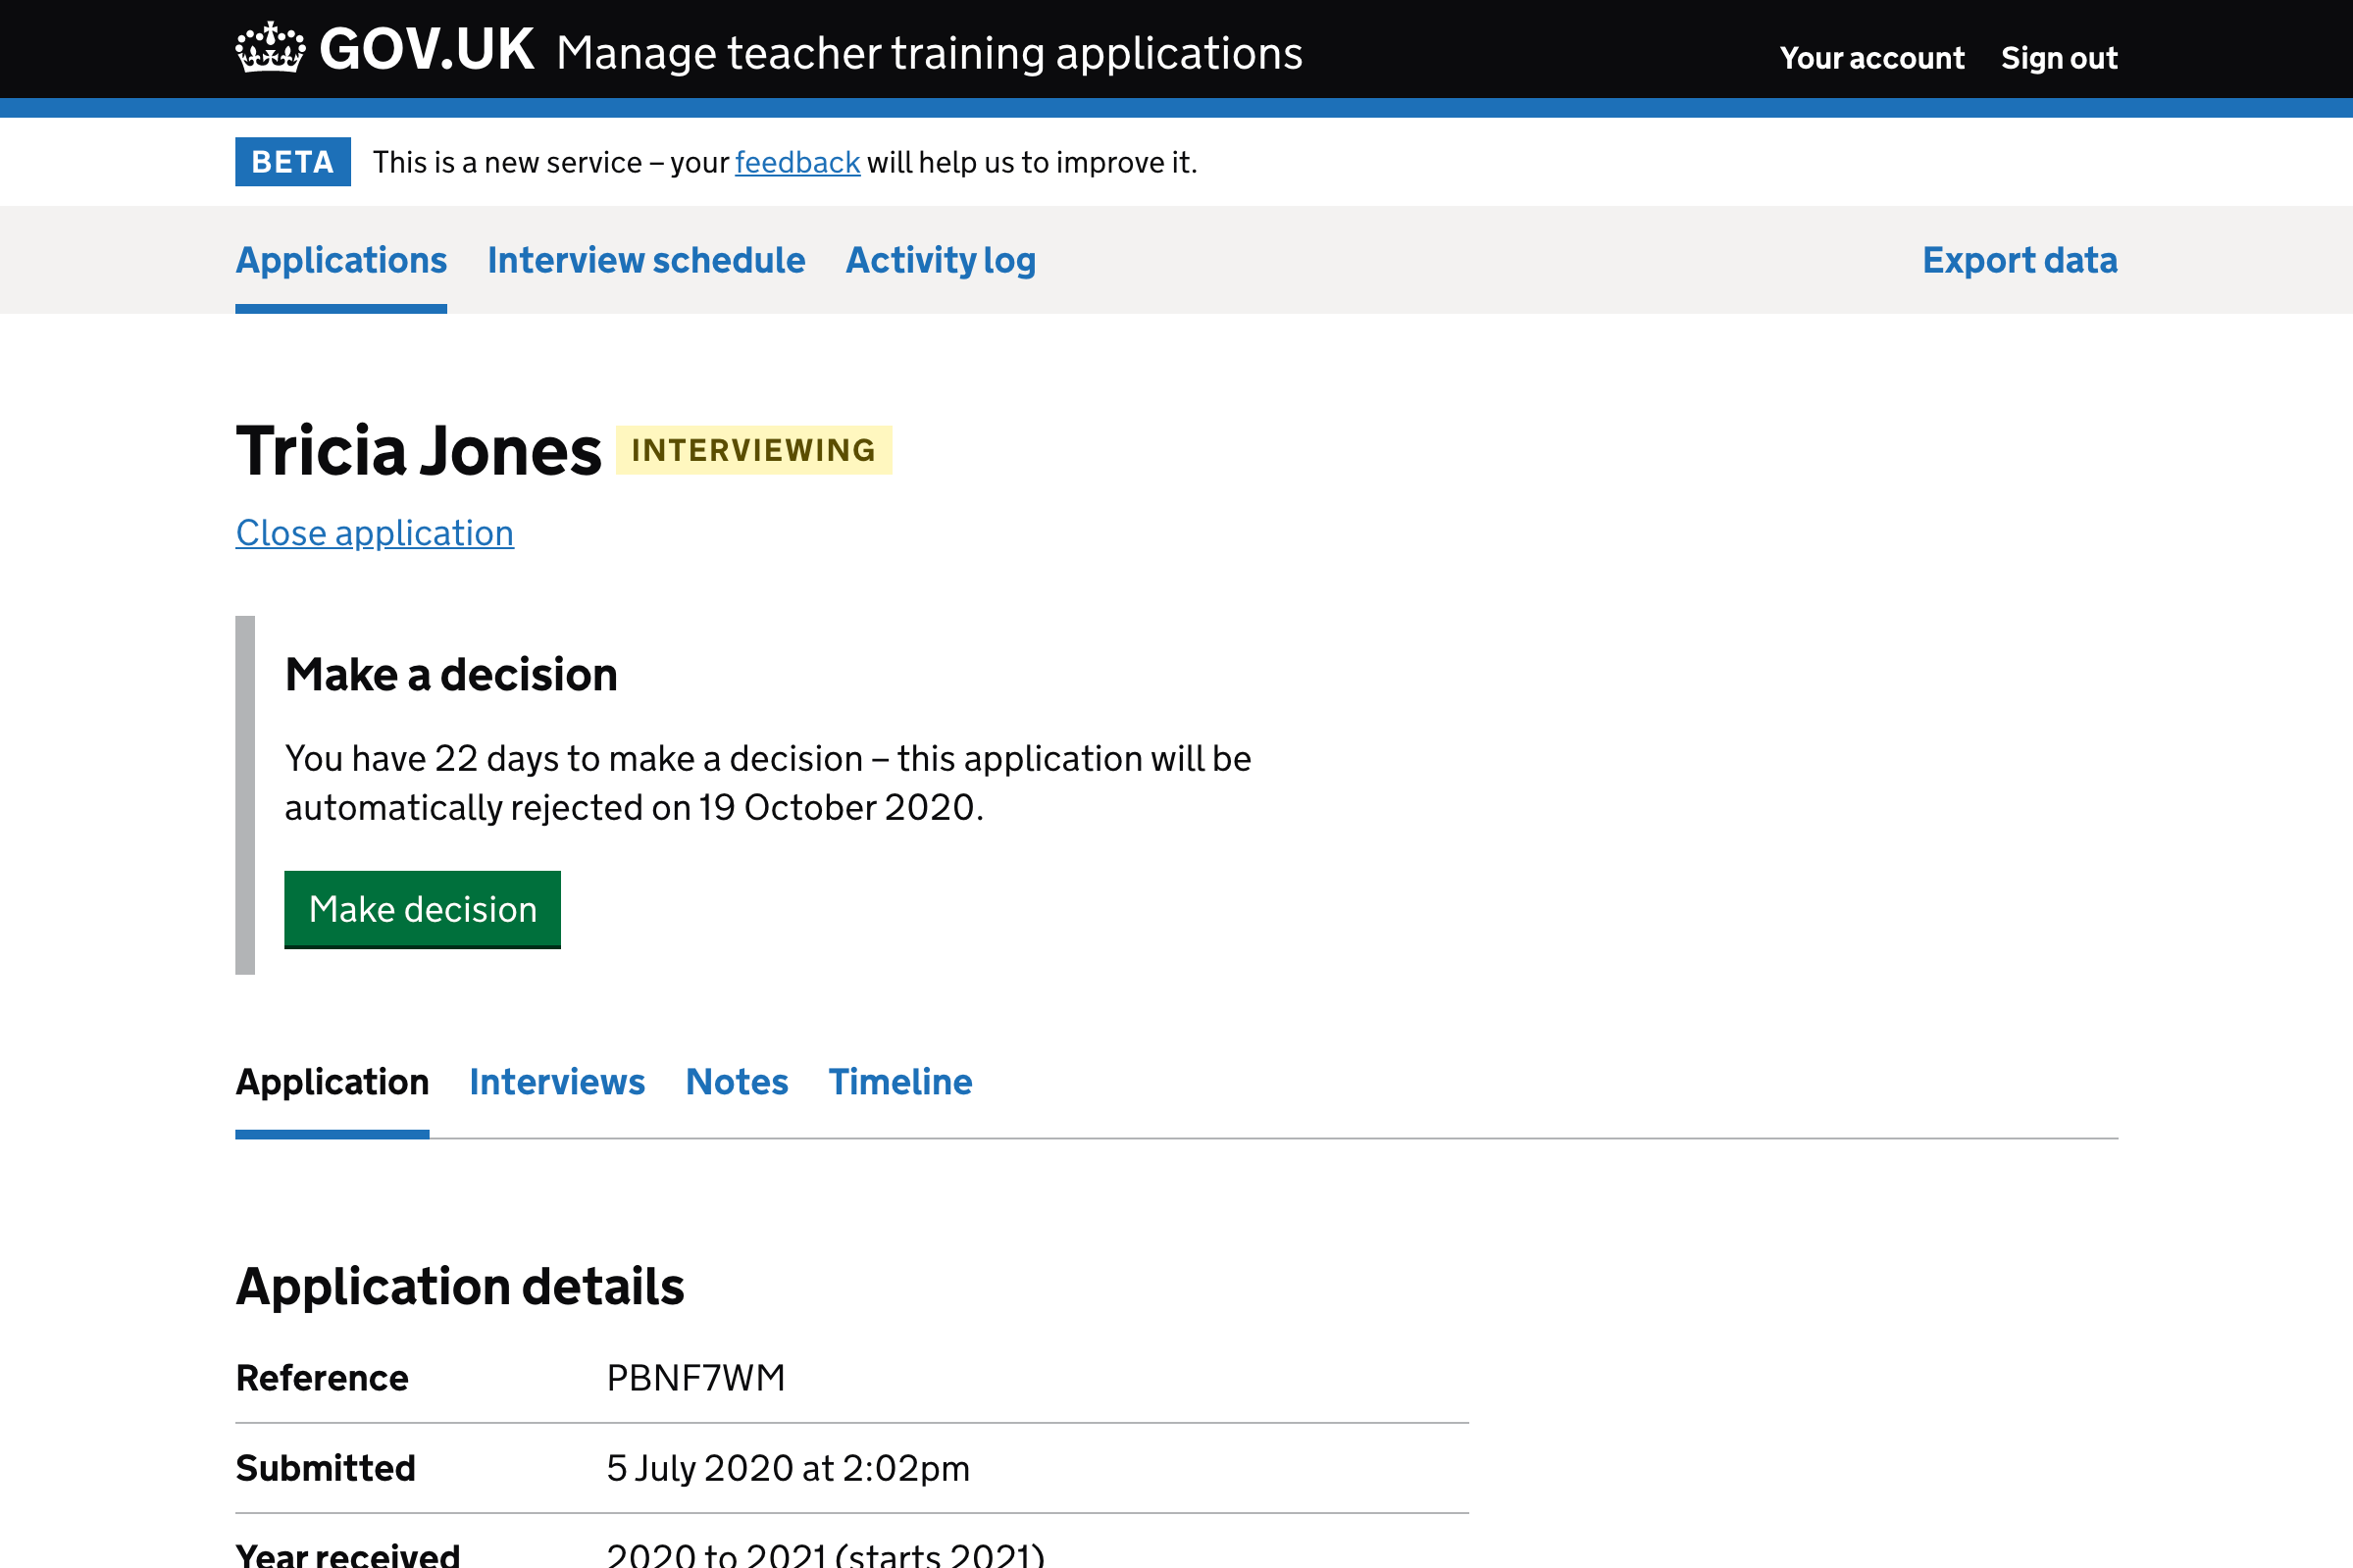 GOV.UK Manage teacher training applications Your account Sign out
BETA This is a new service – your feedback will help us to improve it.
Applications Interview schedule Activity log Export data
Tricia Jones INTERVIEWING
Close application
Make a decision
You have 22 days to make a decision – this application will be
automatically rejected on 19 October 2020.
Make decision
Application Interviews Notes Timeline
Application details
Reference PBNF7WM
Submitted 5 July 2020 at 2:02pm
Year received 2020 to 2021 (starts 2021)